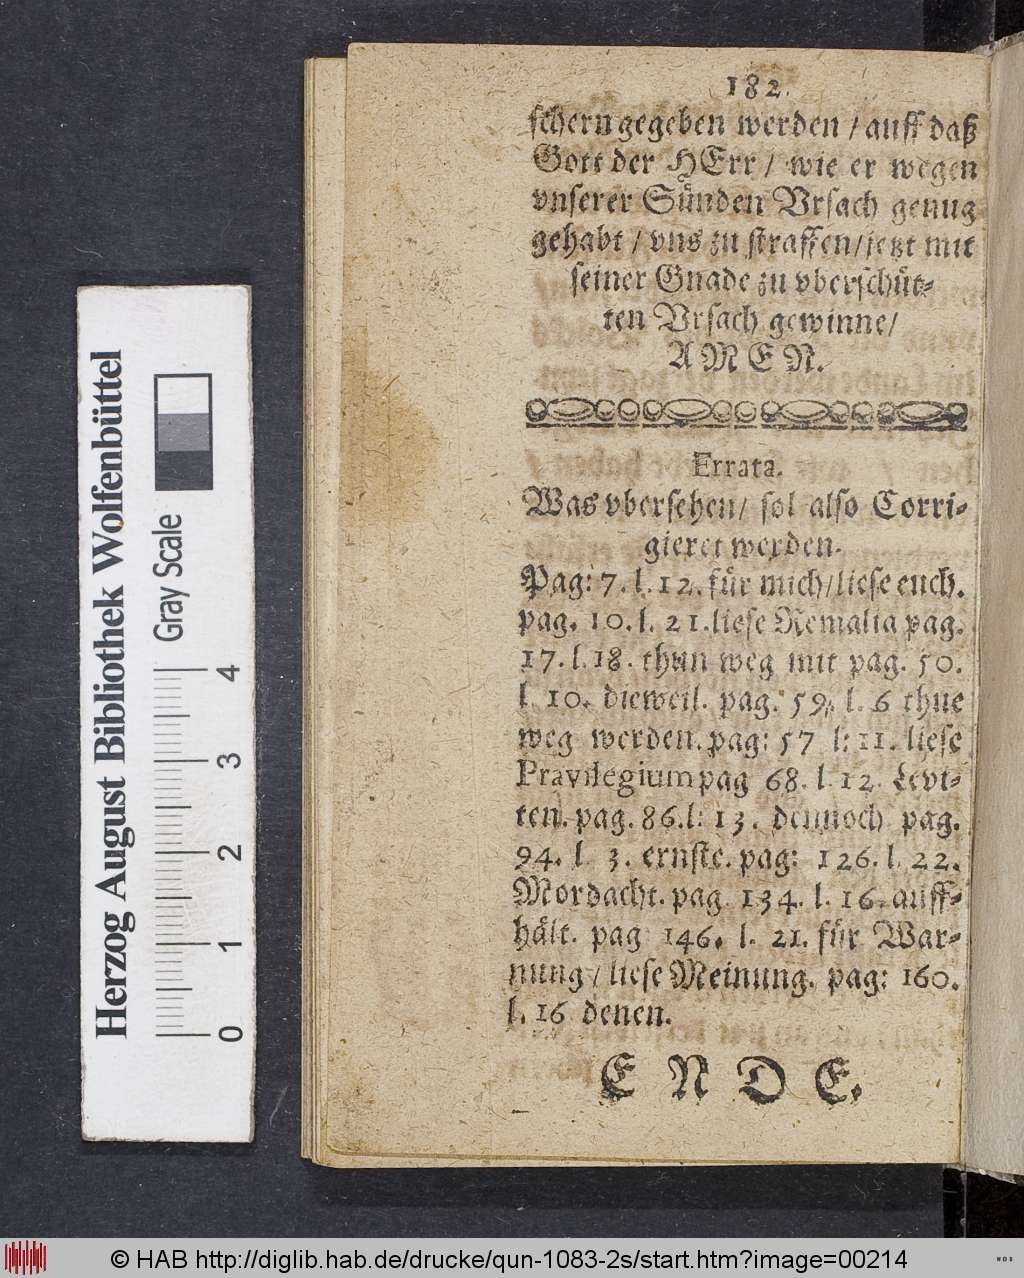 182.
schern gegeben werden / auff daß
Gott der HErr / wie er wegen
vnserer Sünden Vrsach genug
gehabt / vns zu straffen / jetzt mit
seiner Gnade zu vberschüt-
ten Vrsach gewinne /
AMEN.
Errata.
Was vbersehen / sol also Corri-
gieret werden.
Pag: 7. l. 12. für mich / liese euch.
pag. 10. l. 21. liese Remalia pag.
17. l. 18. thun weg mit pag. 50.
l 10. dieweil. pag. 59. l. 6 thue
weg werden. pag: 57 l: 11. liese
Pravilegium pag 68. l. 12. Levi-
ten. pag. 86. l: 13. dennoch pag.
94. l 3. ernste. pag: 126. l. 22.
Mordacht. pag 134. l. 16. auff-
hält. pag 146. l. 21. für War-
nung / liese Meinung. pag: 160.
l. 16 denen.
ENDE.
Herzog August Bibliothek Wolfenbüttel
Gray Scale
0 1 2 3 4
© HAB http://diglib.hab.de/drucke/qun-1083-2s/start.htm?image=00214